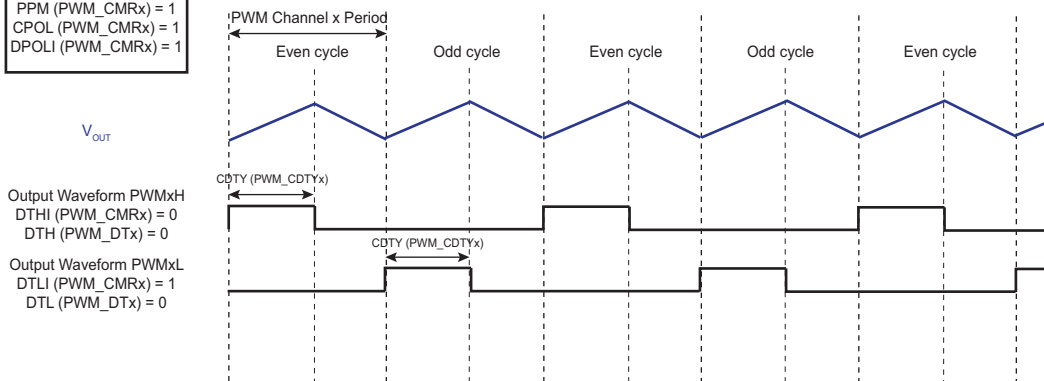 PPM (PWM_CMRx) = 1
CPOL (PWM_CMRx) = 1
DPOLI (PWM_CMRx) = 1
PWM Channel x Period
Even cycle
Odd cycle
Even cycle
Odd cycle
Even cycle
VOUT
CDTY (PWM_CDTYx)
Output Waveform PWMxH
DTHI (PWM_CMRx) = 0
DTH (PWM_DTx) = 0
CDTY (PWM_CDTYx)
Output Waveform PWMxL
DTLI (PWM_CMRx) = 1
DTL (PWM_DTx) = 0